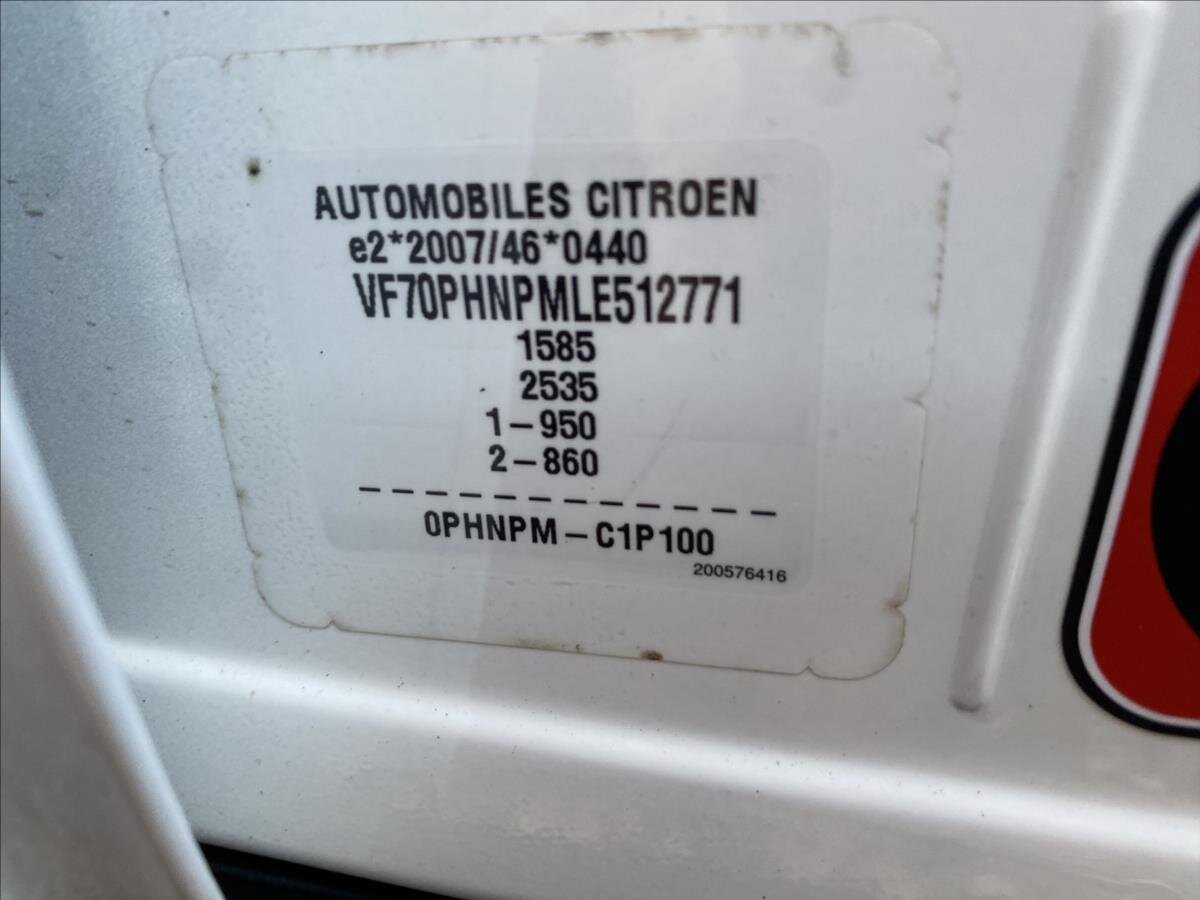 AUTOMOBILES CITROEN
e2*2007/46*0440
VF70PHNPMLE512771
1585
2535
1-950
2-860
-------------
0PHNPM-C1P100
200576416